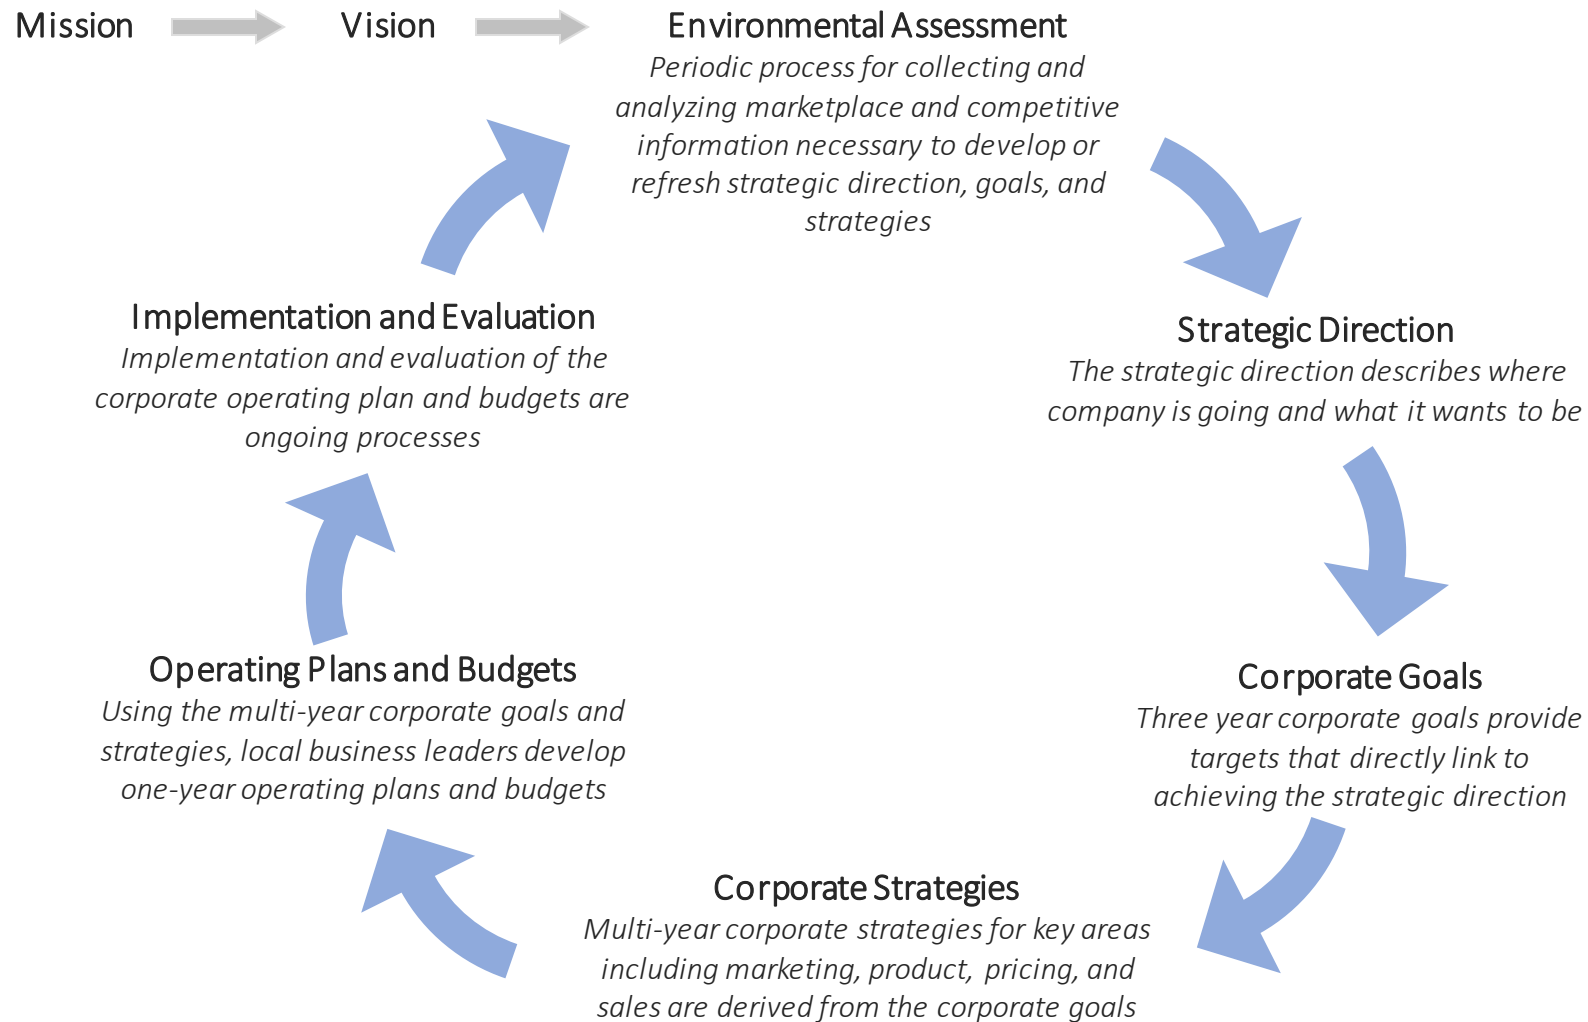 Mission
Vision
Environmental Assessment
Periodic process for collecting and
analyzing marketplace and competitive
information necessary to develop or
refresh strategic direction, goals, and
strategies
Strategic Direction
The strategic direction describes where
company is going and what it wants to be
Corporate Goals
Three year corporate goals provide
targets that directly link to
achieving the strategic direction
Corporate Strategies
Multi-year corporate strategies for key areas
including marketing, product, pricing, and
sales are derived from the corporate goals
Operating Plans and Budgets
Using the multi-year corporate goals and
strategies, local business leaders develop
one-year operating plans and budgets
Implementation and Evaluation
Implementation and evaluation of the
corporate operating plan and budgets are
ongoing processes